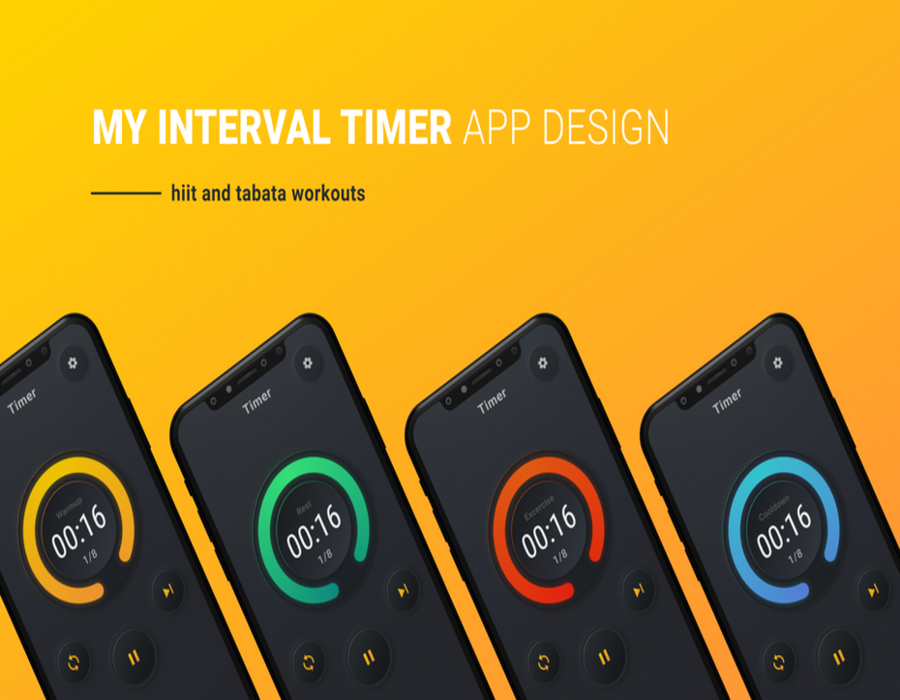 MY INTERVAL TIMER APP DESIGN
hiit and tabata workouts
Timer
Warmup
00:16
1/8
Timer
Rest
00:16
1/8
Timer
Excercise
00:16
1/8
Timer
Cooldown
00:16
1/8